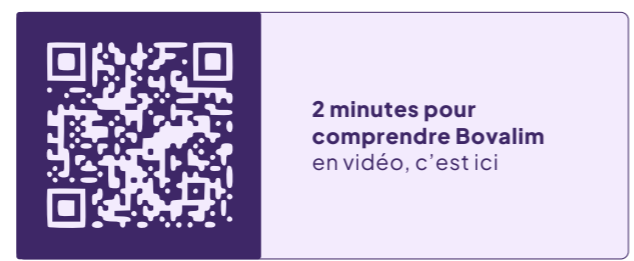 2 minutes pour
comprendre Bovalim
en vidéo, c’est ici